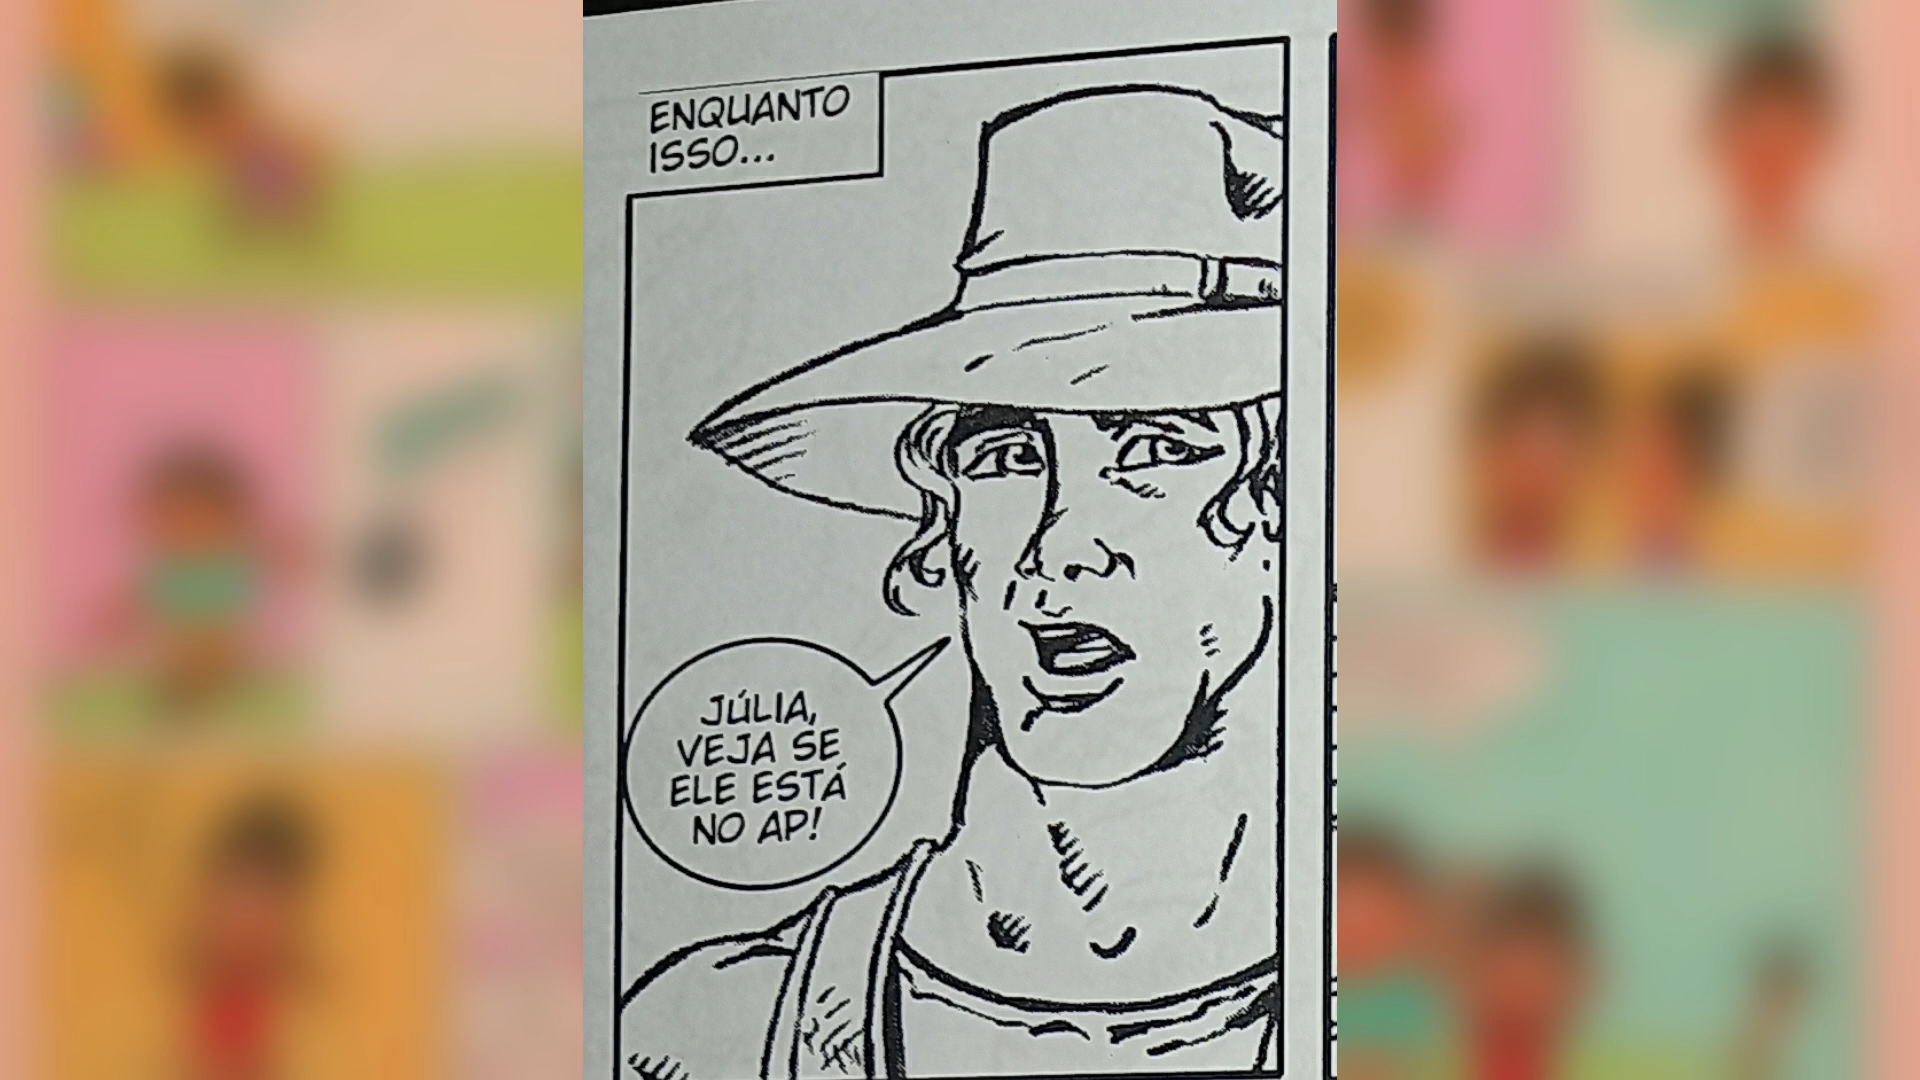 ENQUANTO
ISSO...
JÚLIA,
VEJA SE
ELE ESTÁ
NO AP!